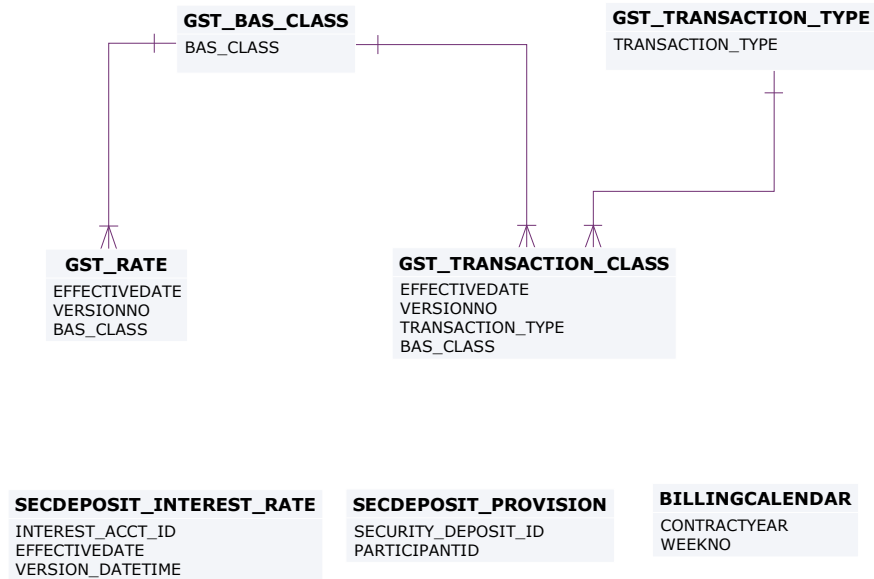 GST_BAS_CLASS
BAS_CLASS
GST_TRANSACTION_TYPE
TRANSACTION_TYPE
GST_RATE
EFFECTIVEDATE
VERSIONNO
BAS_CLASS
GST_TRANSACTION_CLASS
EFFECTIVEDATE
VERSIONNO
TRANSACTION_TYPE
BAS_CLASS
SECDEPOSIT_INTEREST_RATE
INTEREST_ACCT_ID
EFFECTIVEDATE
VERSION_DATETIME
SECDEPOSIT_PROVISION
SECURITY_DEPOSIT_ID
PARTICIPANTID
BILLINGCALENDAR
CONTRACTYEAR
WEEKNO